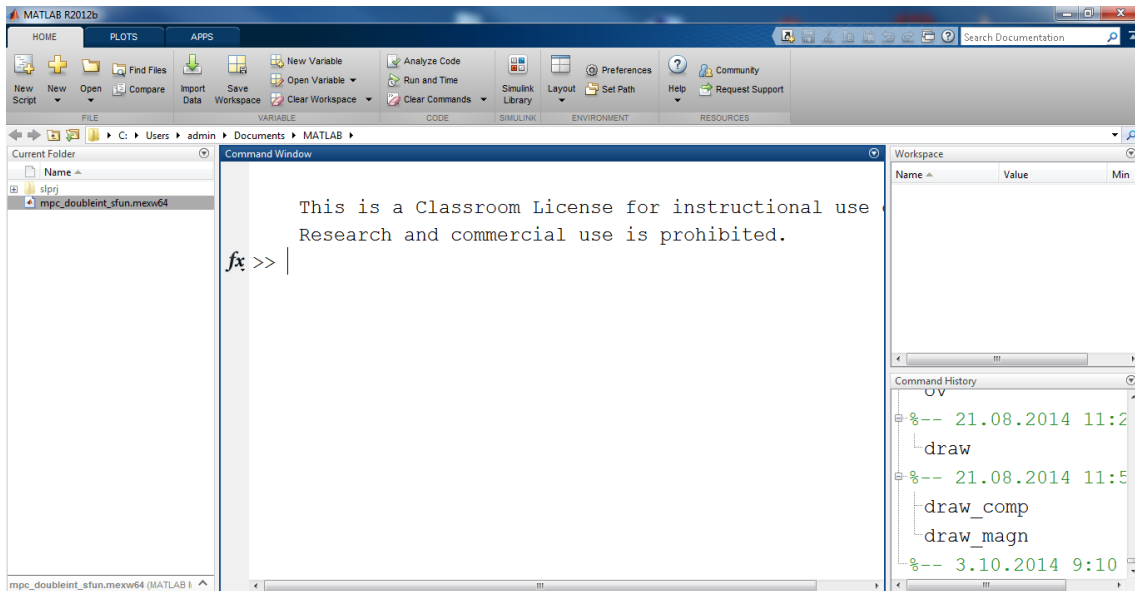 MATLAB R2012b
HOME PLOTS APPS
Search Documentation
New Script
New
Open
Find Files
Compare
Import Data
Save Workspace
New Variable
Open Variable
Clear Workspace
Analyze Code
Run and Time
Clear Commands
Simulink Library
Layout
Preferences
Set Path
Help
Community
Request Support
FILE VARIABLE CODE SIMULINK ENVIRONMENT RESOURCES
C: Users admin Documents MATLAB
Current Folder
Name
slprj
mpc_doubleint_sfun.mexw64
mpc_doubleint_sfun.mexw64 (MATLAB
Command Window
This is a Classroom License for instructional use
Research and commercial use is prohibited.
fx >>
Workspace
Name Value Min
Command History
ov
%-- 21.08.2014 11:2
draw
%-- 21.08.2014 11:5
draw_comp
draw_magn
%-- 3.10.2014 9:10